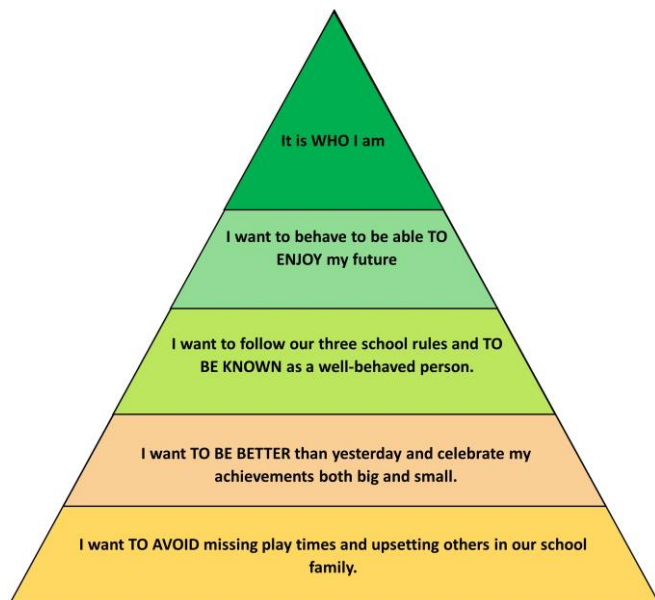 It is WHO I am
I want to behave to be able TO
ENJOY my future
I want to follow our three school rules and TO
BE KNOWN as a well-behaved person.
I want TO BE BETTER than yesterday and celebrate my
achievements both big and small.
I want TO AVOID missing play times and upsetting others in our school
family.